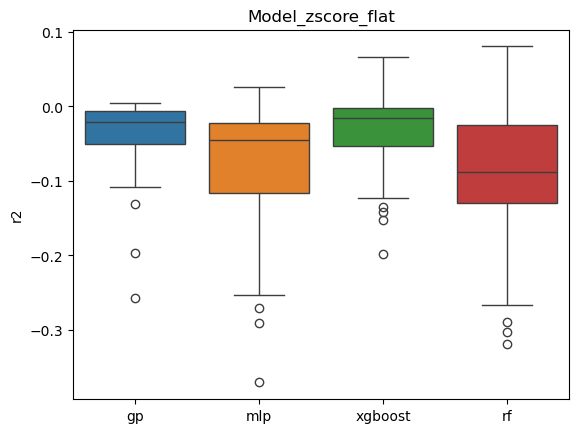 Model_zscore_flat
0.1
0.0
−0.1
−0.2
−0.3
r2
gp
mlp
xgboost
rf